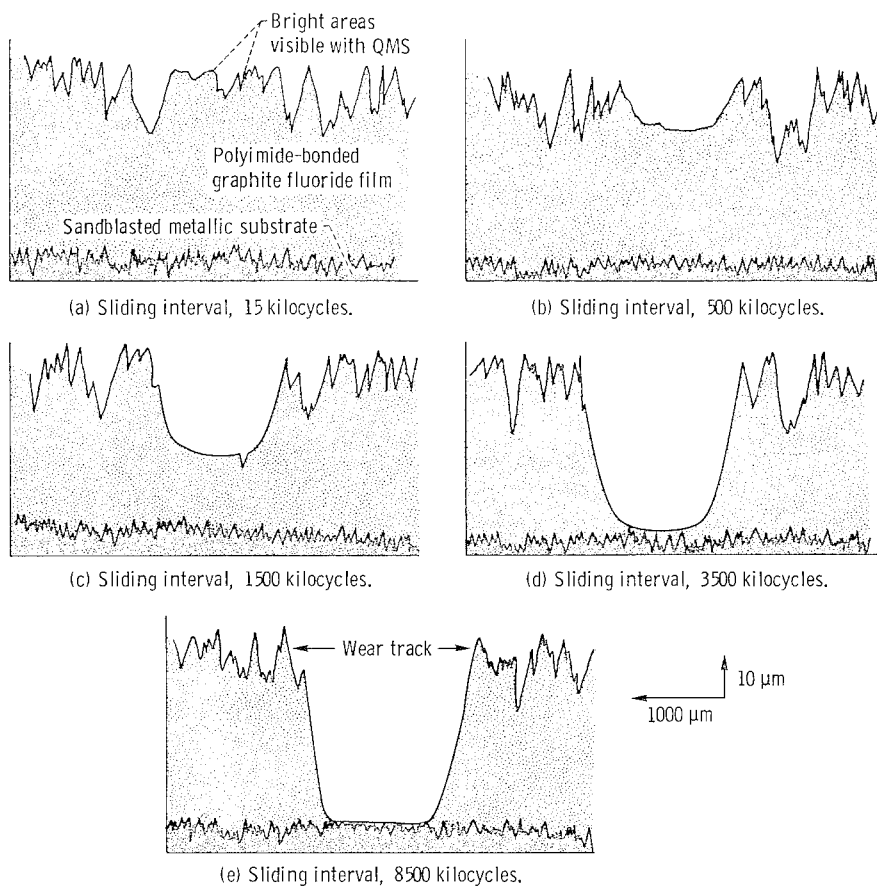 Bright areas
visible with QMS
Polyimide-bonded
graphite fluoride film
Sandblasted metallic substrate
(a) Sliding interval, 15 kilocycles.
(b) Sliding interval, 500 kilocycles.
(c) Sliding interval, 1500 kilocycles.
(d) Sliding interval, 3500 kilocycles.
Wear track
10 µm
1000 µm
(e) Sliding interval, 8500 kilocycles.